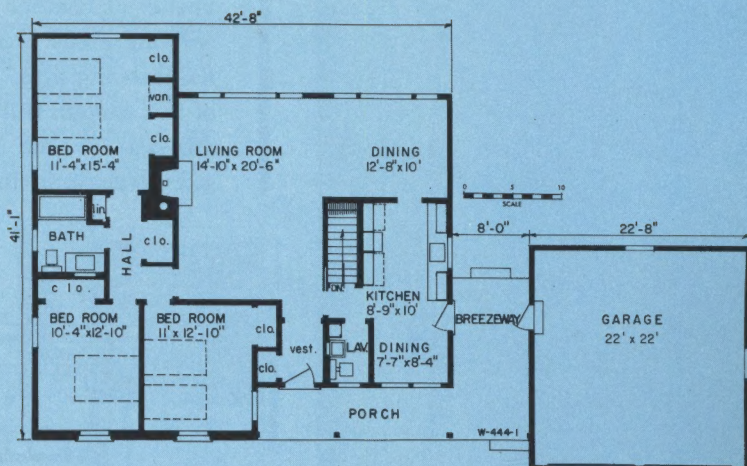 42'-8"
41'-1"
clo.
van.
clo.
BED ROOM
11'-4"x15'-4"
LIVING ROOM
14'-10" x 20'-6"
DINING
12'-8"x10'
0 5 10
SCALE
8'-0"
22'-8"
lin.
BATH
HALL
clo.
clo.
DN.
KITCHEN
8'-9"x10'
BREEZEWAY
GARAGE
22' x 22'
BED ROOM
10'-4"x12'-10"
BED ROOM
11' x 12'-10"
clo.
clo.
vest.
LAV.
DINING
7'-7"x8'-4"
PORCH
W-444-1